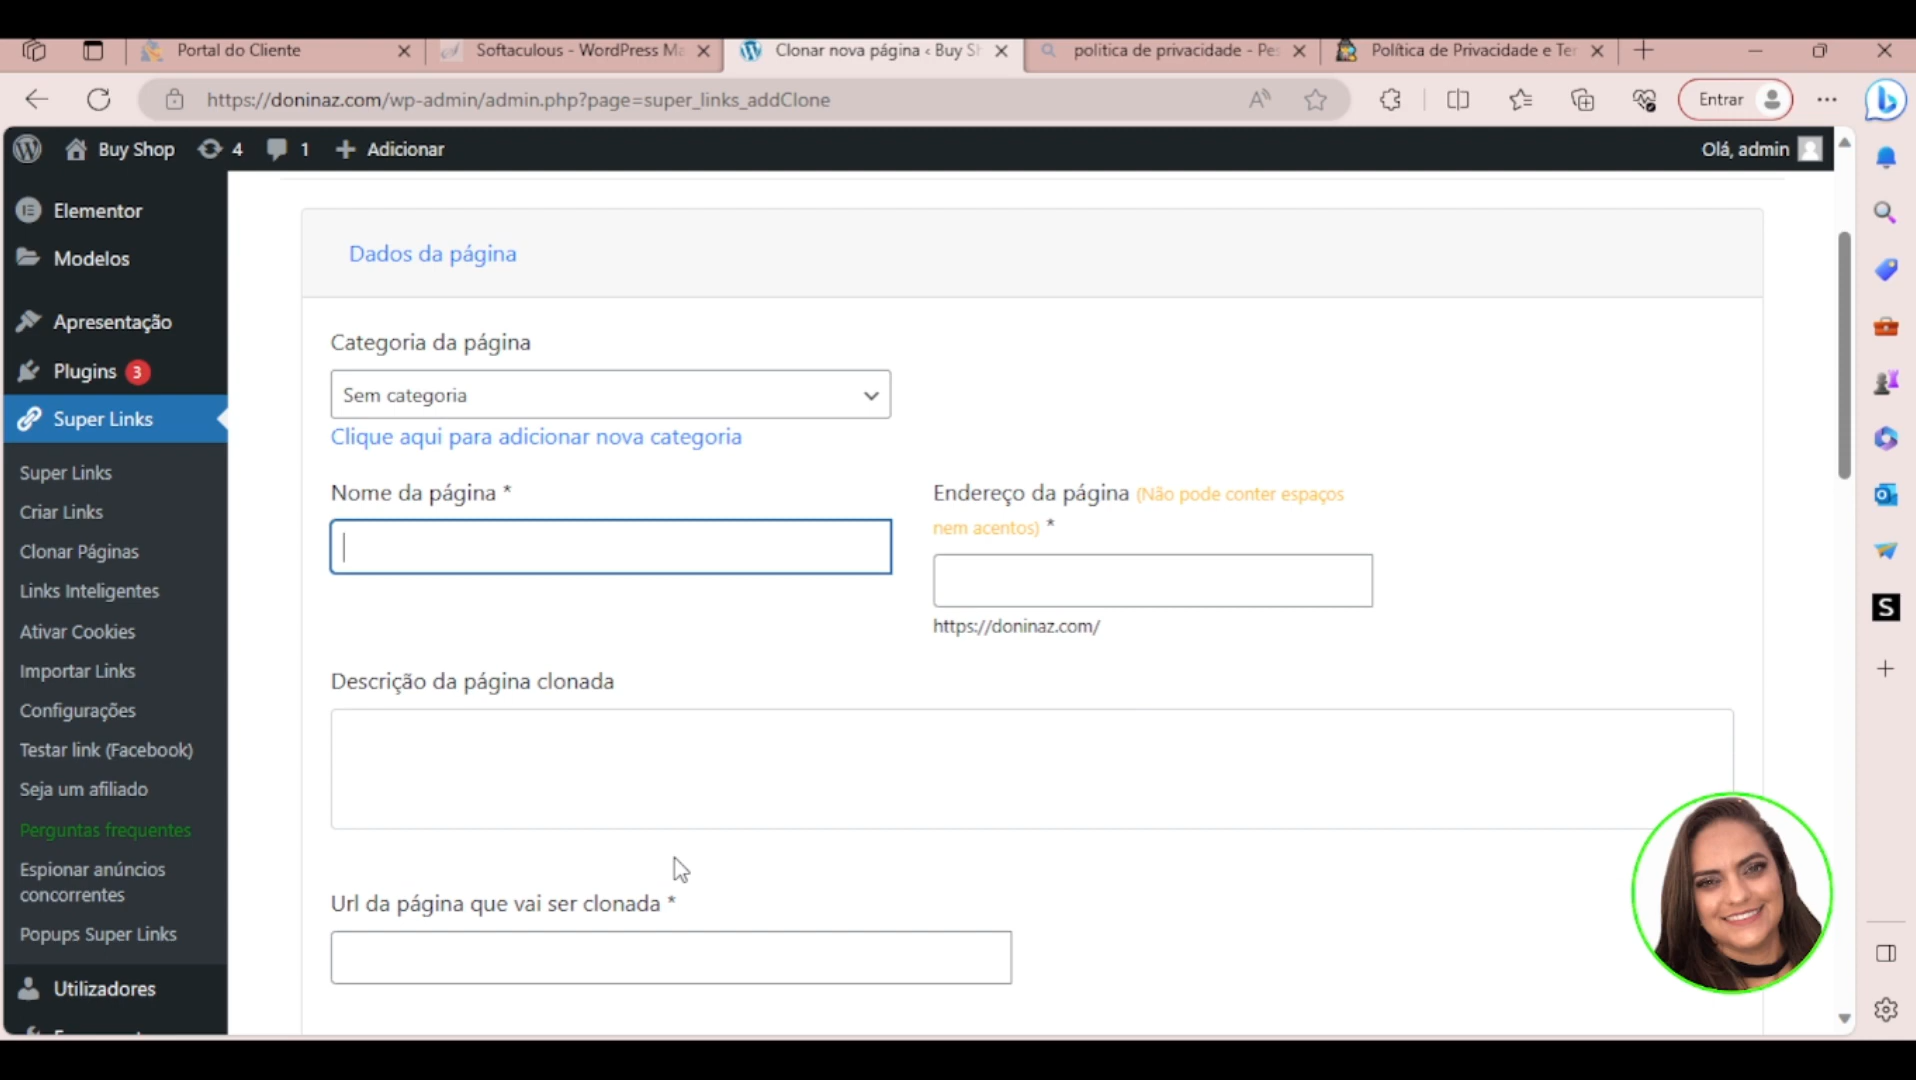 Portal do Cliente
Softaculous - WordPress Ma
Clonar nova página ‹ Buy Sh
politica de privacidade - Pes
Política de Privacidade e Ter
https://doninaz.com/wp-admin/admin.php?page=super_links_addClone
Entrar
Buy Shop
4
1
Adicionar
Olá, admin
Elementor
Modelos
Apresentação
Plugins 3
Super Links
Super Links
Criar Links
Clonar Páginas
Links Inteligentes
Ativar Cookies
Importar Links
Configurações
Testar link (Facebook)
Seja um afiliado
Perguntas frequentes
Espionar anúncios
concorrentes
Popups Super Links
Utilizadores
Dados da página
Categoria da página
Sem categoria
Clique aqui para adicionar nova categoria
Nome da página *
Endereço da página (Não pode conter espaços
nem acentos) *
https://doninaz.com/
Descrição da página clonada
Url da página que vai ser clonada *